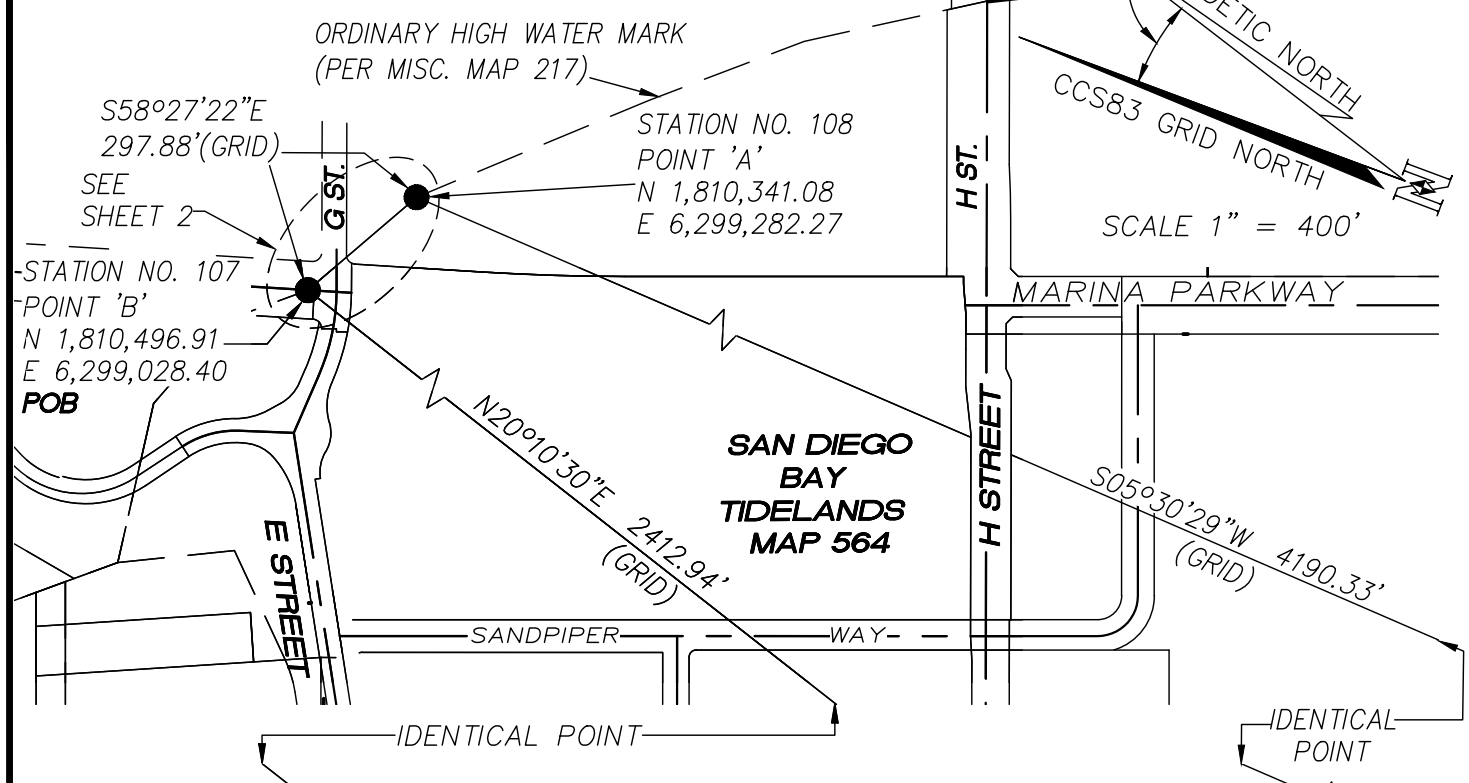 ORDINARY HIGH WATER MARK
(PER MISC. MAP 217)
S58°27'22"E
297.88'(GRID)
SEE
SHEET 2
G ST.
STATION NO. 108
POINT 'A'
N 1,810,341.08
E 6,299,282.27
H ST.
DETIC NORTH
CCS83 GRID NORTH
SCALE 1" = 400'
STATION NO. 107
POINT 'B'
N 1,810,496.91
E 6,299,028.40
POB
MARINA PARKWAY
N20°10'30"E 2412.94'
(GRID)
SAN DIEGO
BAY
TIDELANDS
MAP 564
H STREET
S05°30'29"W 4190.33'
(GRID)
E STREET
SANDPIPER WAY
IDENTICAL POINT
IDENTICAL
POINT